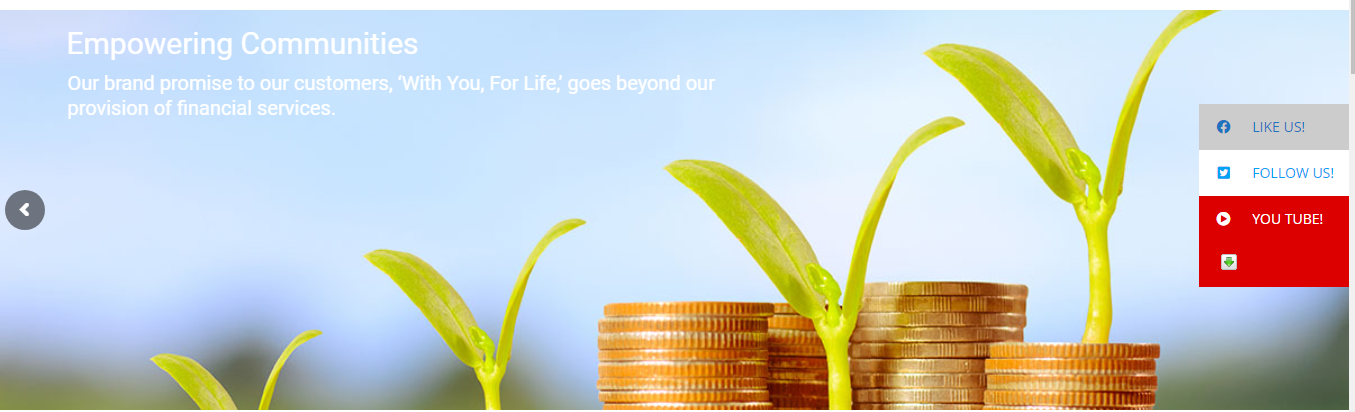 Empowering Communities
Our brand promise to our customers, ‘With You, For Life,’ goes beyond our
provision of financial services.
LIKE US!
FOLLOW US!
YOU TUBE!